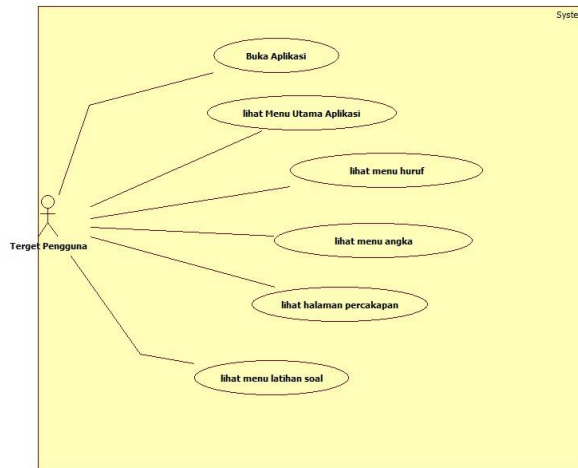 Syste
Buka Aplikasi
lihat Menu Utama Aplikasi
lihat menu huruf
lihat menu angka
Terget Pengguna
lihat halaman percakapan
lihat menu latihan soal